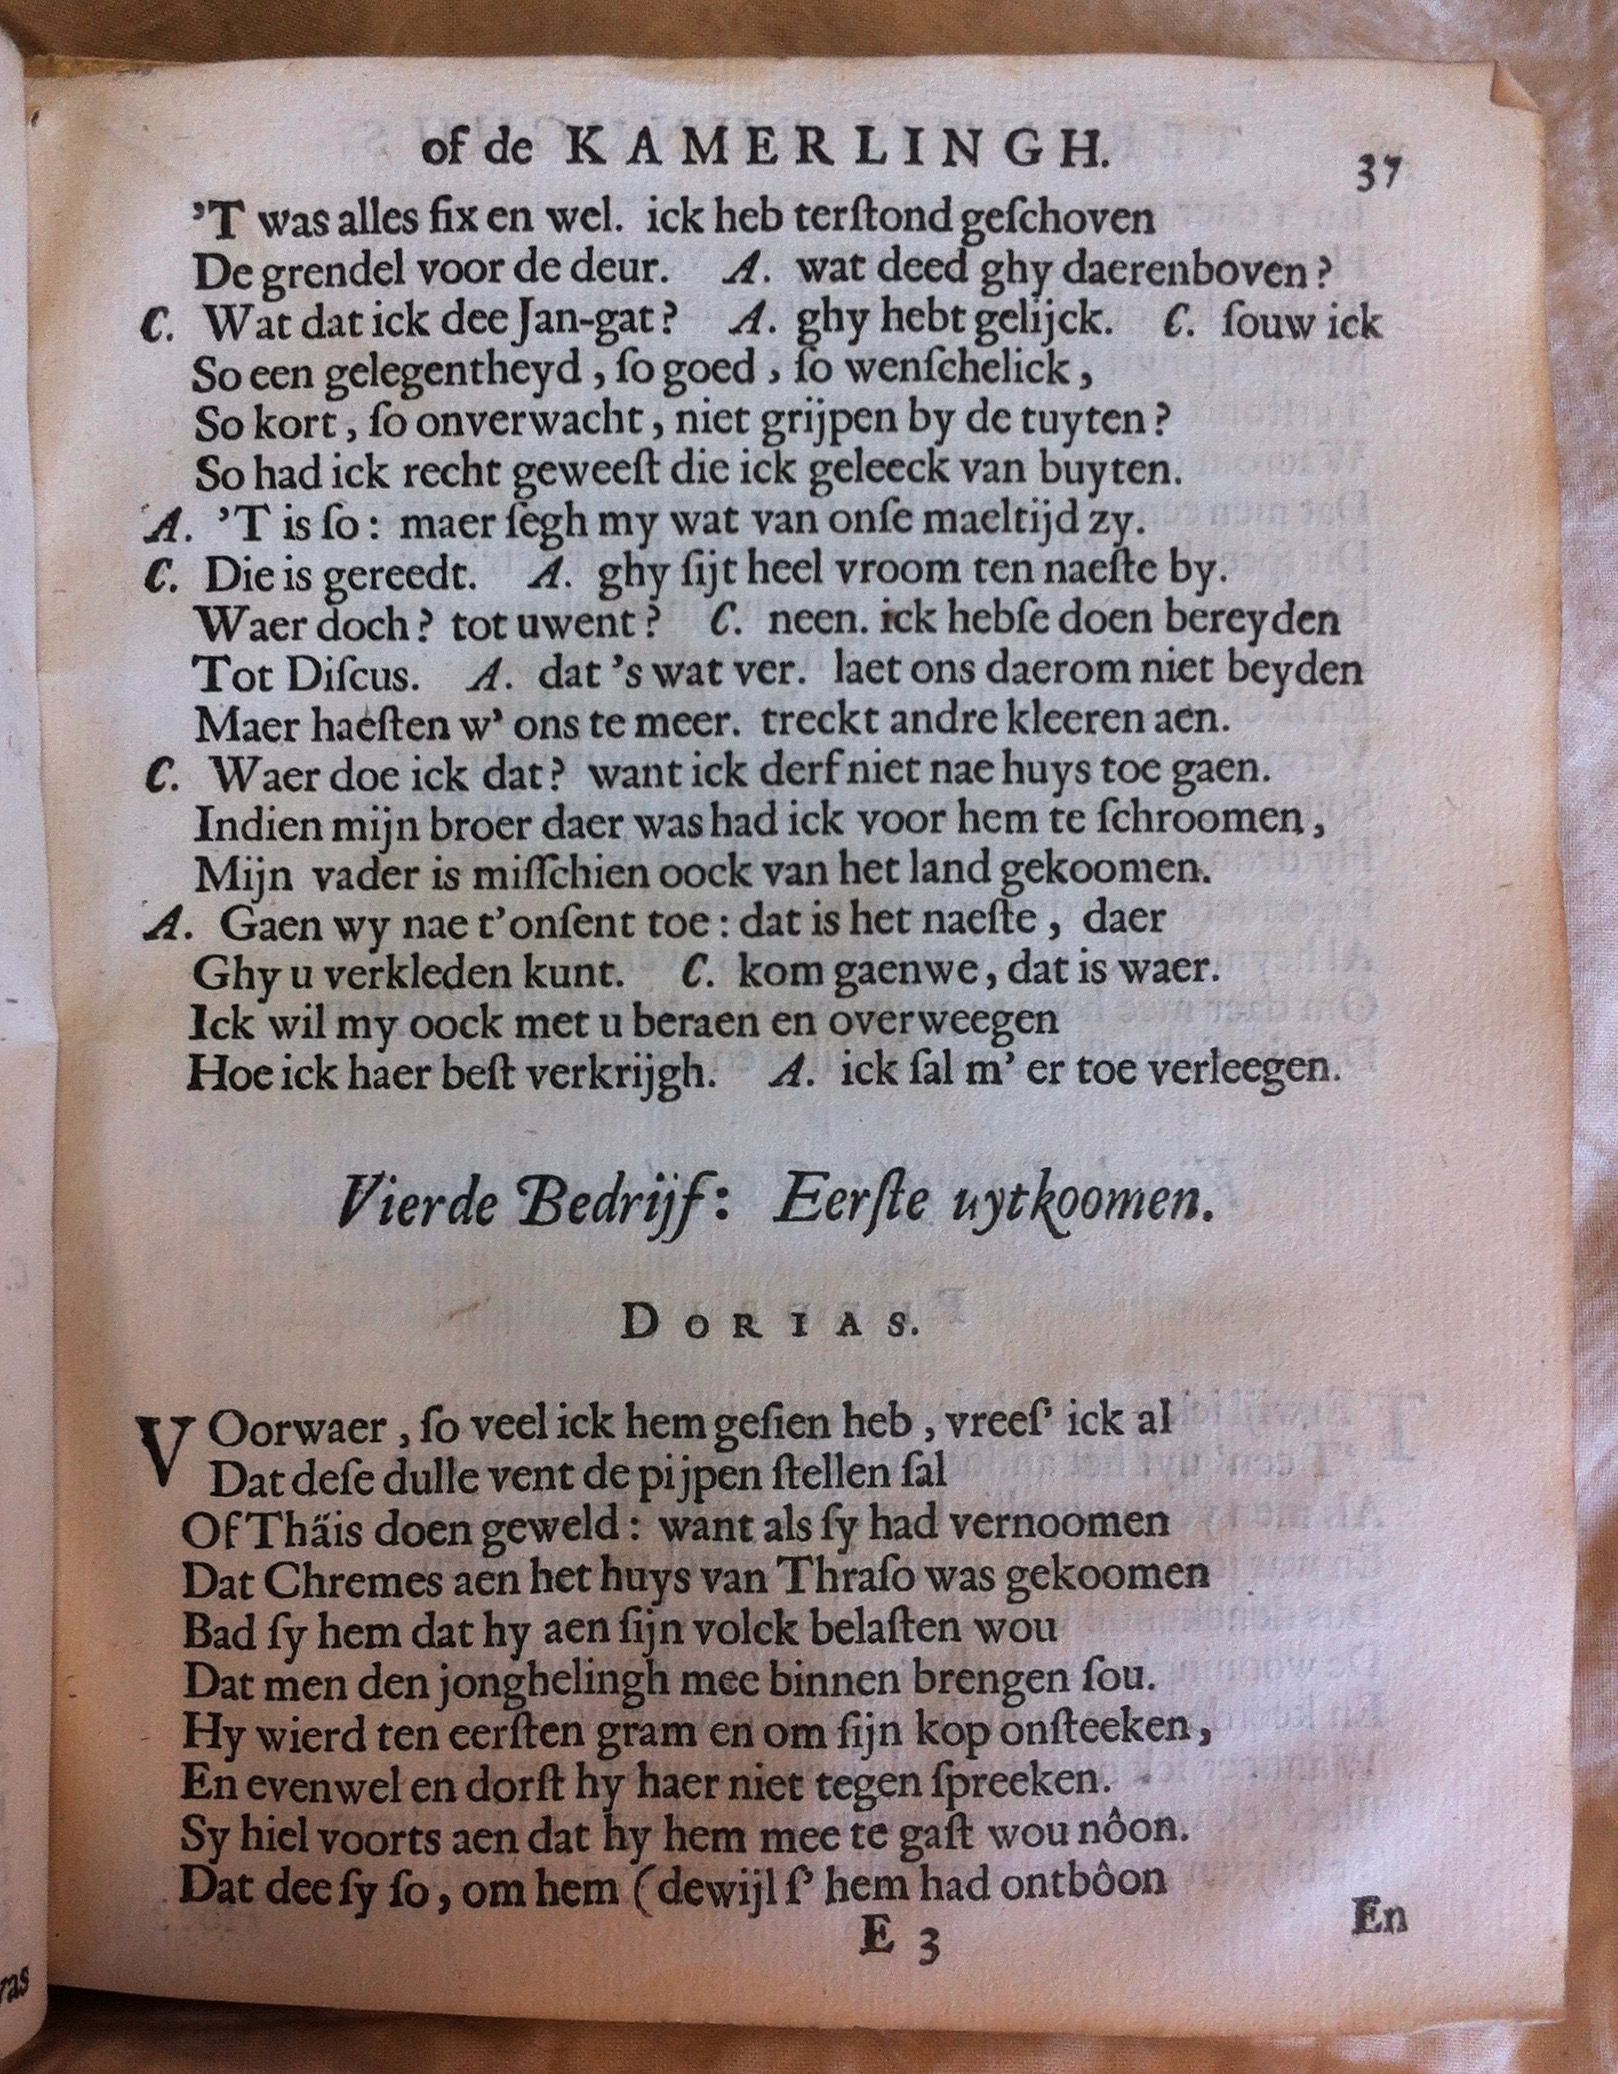 of de KAMERLINGH. 37
’T was alles fix en wel. ick heb terſtond geſchoven
De grendel voor de deur. A. wat deed ghy daerenboven?
C. Wat dat ick dee Jan-gat? A. ghy hebt gelijck. C. ſouw ick
So een gelegentheyd, ſo goed, ſo wenſchelick,
So kort, ſo onverwacht, niet grijpen by de tuyten?
So had ick recht geweeſt die ick geleeck van buyten.
A. ’T is ſo: maer ſegh my wat van onſe maeltijd zy.
C. Die is gereedt. A. ghy ſijt heel vroom ten naeſte by.
Waer doch? tot uwent? C. neen. ick hebſe doen bereyden
Tot Diſcus. A. dat ’s wat ver. laet ons daerom niet beyden
Maer haeſten w’ ons te meer. treckt andre kleeren aen.
C. Waer doe ick dat? want ick derf niet nae huys toe gaen.
Indien mijn broer daer was had ick voor hem te ſchroomen,
Mijn vader is miſſchien oock van het land gekoomen.
A. Gaen wy nae t’onſent toe: dat is het naeſte, daer
Ghy u verkleden kunt. C. kom gaenwe, dat is waer.
Ick wil my oock met u beraen en overweegen
Hoe ick haer beſt verkrijgh. A. ick ſal m’ er toe verleegen.
Vierde Bedrijf: Eerſte uytkoomen.
DORIAS.
VOorwaer, ſo veel ick hem geſien heb, vreeſ’ ick al
Dat deſe dulle vent de pijpen ſtellen ſal
Of Thäis doen geweld: want als ſy had vernoomen
Dat Chremes aen het huys van Thraſo was gekoomen
Bad ſy hem dat hy aen ſijn volck belaſten wou
Dat men den jonghelingh mee binnen brengen ſou.
Hy wierd ten eerſten gram en om ſijn kop onſteeken,
En evenwel en dorſt hy haer niet tegen ſpreeken.
Sy hiel voorts aen dat hy hem mee te gaſt wou nôon.
Dat dee ſy ſo, om hem (dewijl ſ’ hem had ontbôon
E 3 En